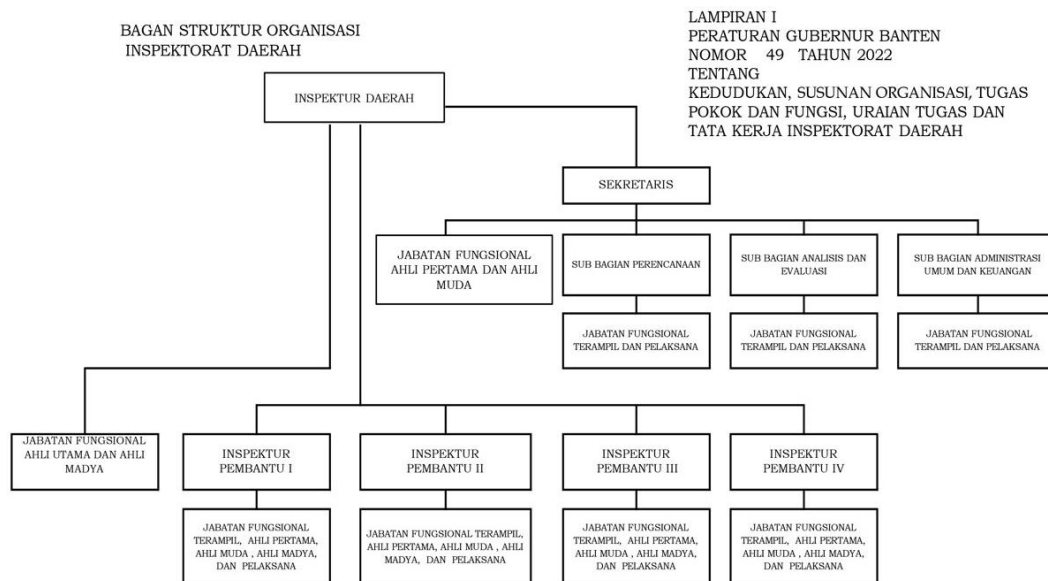 BAGAN STRUKTUR ORGANISASI
INSPEKTORAT DAERAH
LAMPIRAN I
PERATURAN GUBERNUR BANTEN
NOMOR 49 TAHUN 2022
TENTANG
KEDUDUKAN, SUSUNAN ORGANISASI, TUGAS
POKOK DAN FUNGSI, URAIAN TUGAS DAN
TATA KERJA INSPEKTORAT DAERAH
INSPEKTUR DAERAH
SEKRETARIS
JABATAN FUNGSIONAL
AHLI PERTAMA DAN AHLI
MUDA
SUB BAGIAN PERENCANAAN
SUB BAGIAN ANALISIS DAN
EVALUASI
SUB BAGIAN ADMINISTRASI
UMUM DAN KEUANGAN
JABATAN FUNGSIONAL
TERAMPIL DAN PELAKSANA
JABATAN FUNGSIONAL
TERAMPIL DAN PELAKSANA
JABATAN FUNGSIONAL
TERAMPIL DAN PELAKSANA
JABATAN FUNGSIONAL
AHLI UTAMA DAN AHLI
MADYA
INSPEKTUR
PEMBANTU I
INSPEKTUR
PEMBANTU II
INSPEKTUR
PEMBANTU III
INSPEKTUR
PEMBANTU IV
JABATAN FUNGSIONAL
TERAMPIL, AHLI PERTAMA,
AHLI MUDA , AHLI MADYA,
DAN PELAKSANA
JABATAN FUNGSIONAL TERAMPIL,
AHLI PERTAMA, AHLI MUDA , AHLI
MADYA, DAN PELAKSANA
JABATAN FUNGSIONAL
TERAMPIL, AHLI PERTAMA,
AHLI MUDA , AHLI MADYA,
DAN PELAKSANA
JABATAN FUNGSIONAL
TERAMPIL, AHLI PERTAMA,
AHLI MUDA , AHLI MADYA,
DAN PELAKSANA